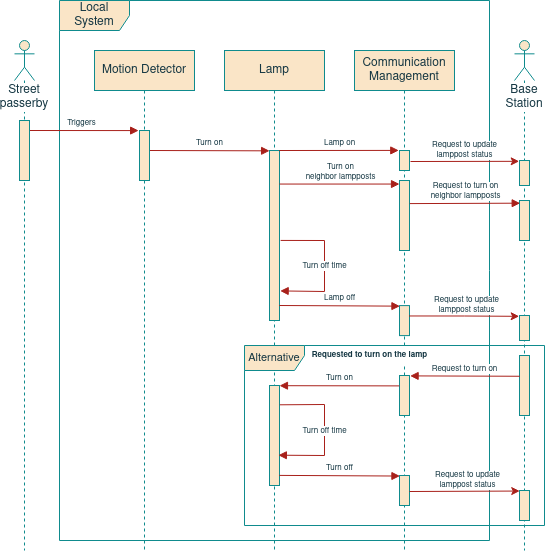 Local
System
Street
passerby
Motion Detector
Lamp
Communication
Management
Base
Station
Triggers
Turn on
Lamp on
Request to update
lamppost status
Turn on
neighbor lampposts
Request to turn on
neighbor lampposts
Turn off time
Lamp off
Request to update
lamppost status
Alternative
Requested to turn on the lamp
Request to turn on
Turn on
Turn off time
Turn off
Request to update
lamppost status